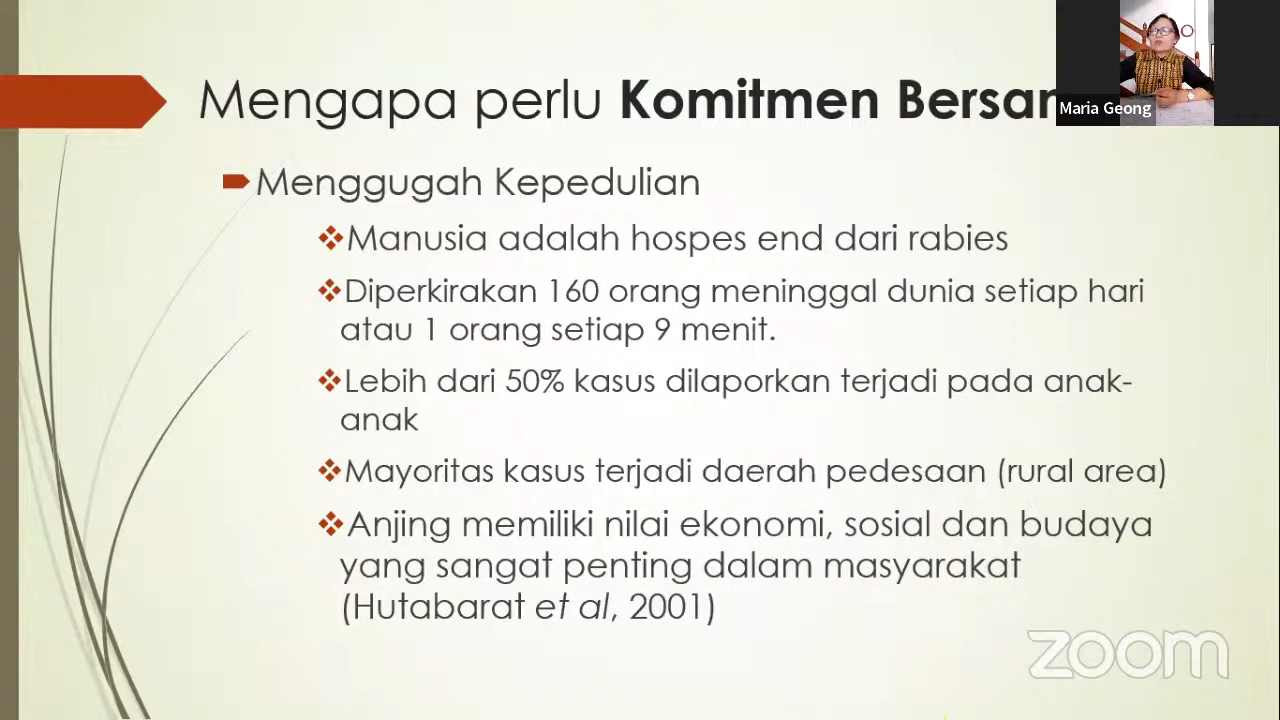 Mengapa perlu Komitmen
Maria Geong
Menggugah Kepedulian
Manusia adalah hospes end dari rabies
Diperkirakan 160 orang meninggal dunia setiap hari
atau 1 orang setiap 9 menit.
Lebih dari 50% kasus dilaporkan terjadi pada anak-
anak
Mayoritas kasus terjadi daerah pedesaan (rural area)
Anjing memiliki nilai ekonomi, sosial dan budaya
yang sangat penting dalam masyarakat
(Hutabarat et al, 2001)
zoom